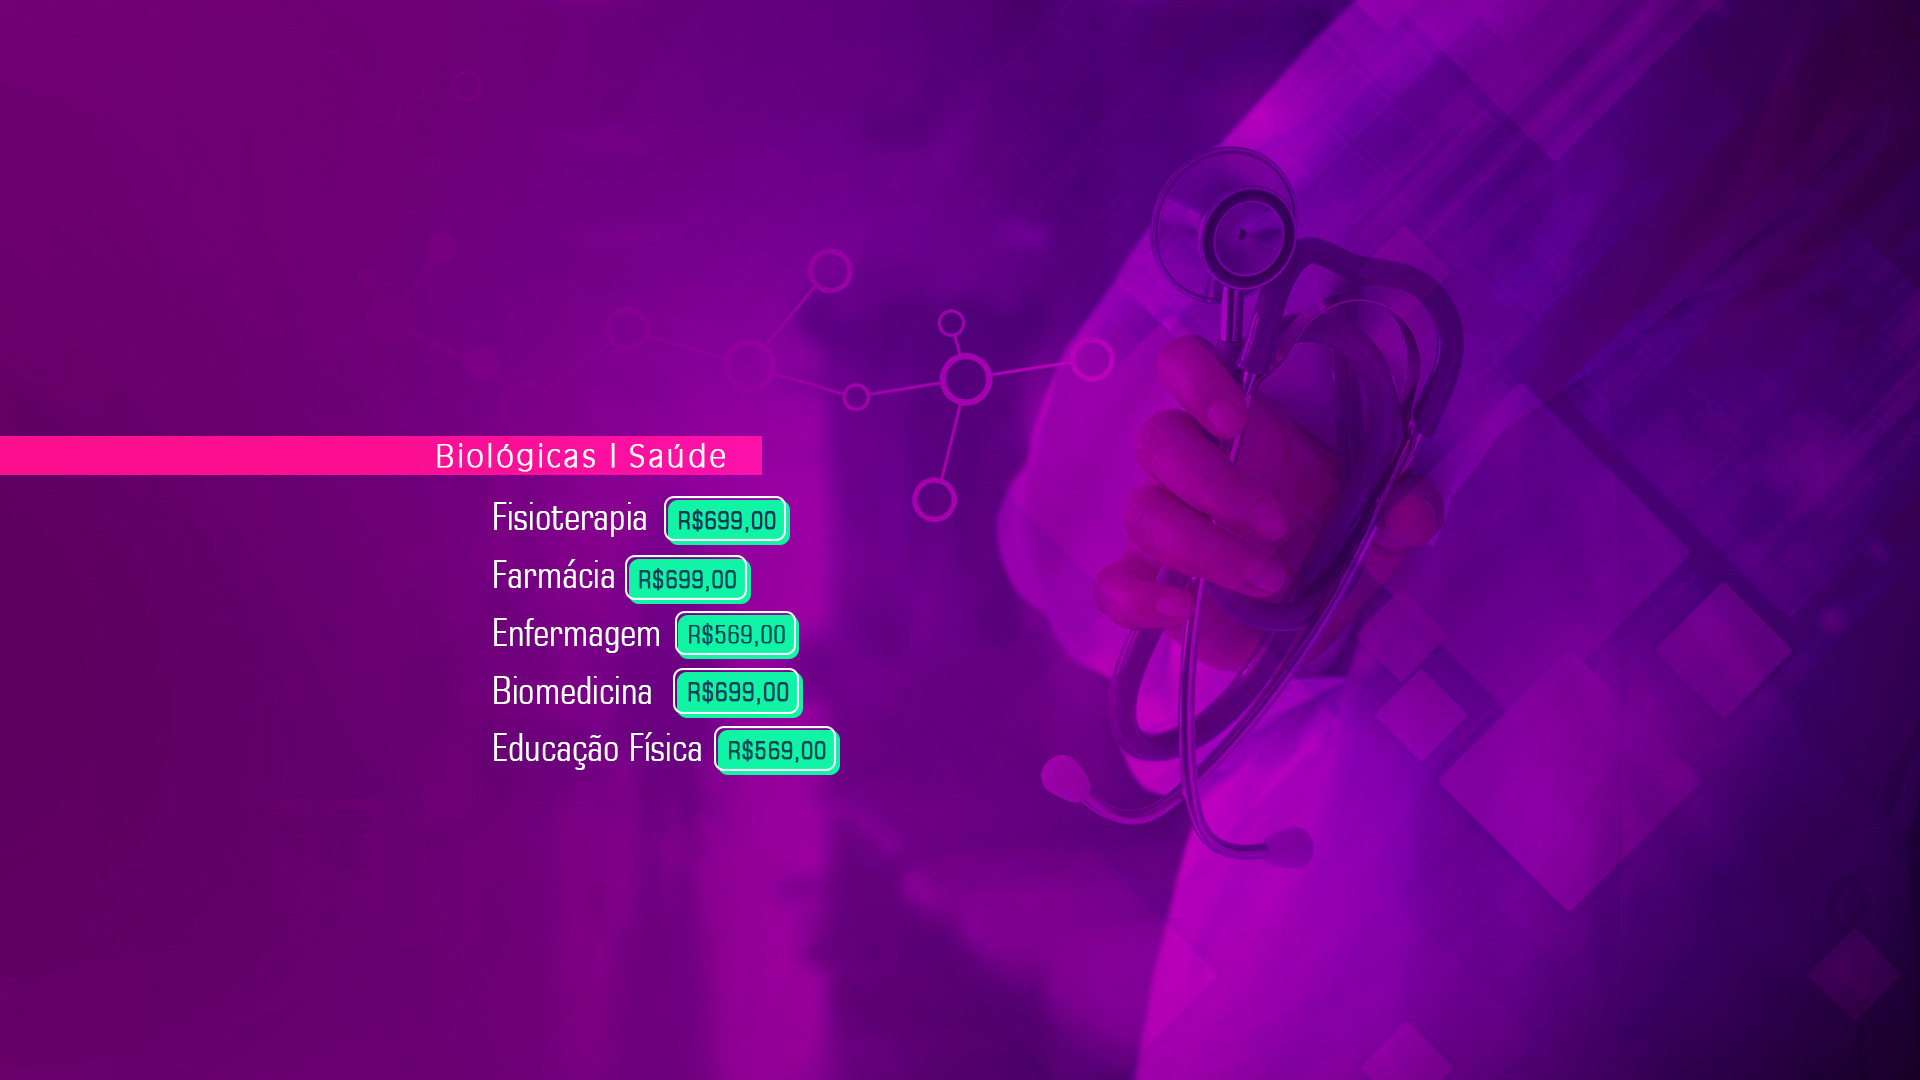 Biológicas | Saúde
Fisioterapia R$699,00
Farmácia R$699,00
Enfermagem R$569,00
Biomedicina R$699,00
Educação Física R$569,00